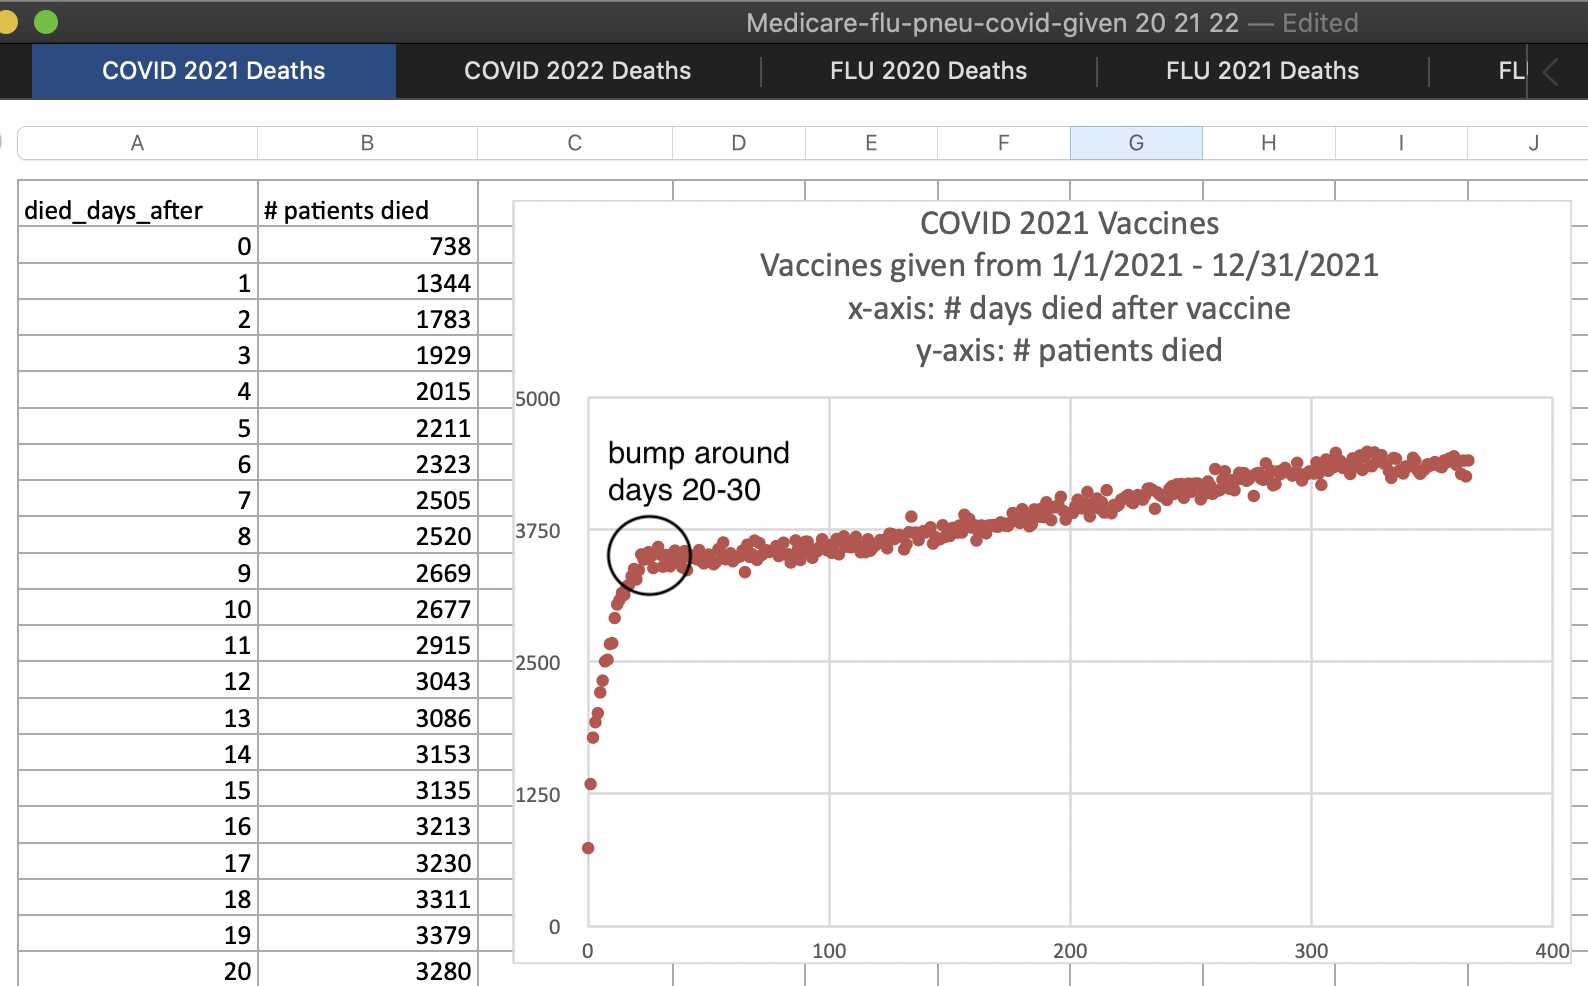 Medicare-flu-pneu-covid-given 20 21 22 — Edited
COVID 2021 Deaths COVID 2022 Deaths FLU 2020 Deaths FLU 2021 Deaths FL
A B C D E F G H I J
died_days_after # patients died
0 738
1 1344
2 1783
3 1929
4 2015
5 2211
6 2323
7 2505
8 2520
9 2669
10 2677
11 2915
12 3043
13 3086
14 3153
15 3135
16 3213
17 3230
18 3311
19 3379
20 3280
COVID 2021 Vaccines
Vaccines given from 1/1/2021 - 12/31/2021
x-axis: # days died after vaccine
y-axis: # patients died
5000
bump around
days 20-30
3750
2500
1250
0
0 100 200 300 400